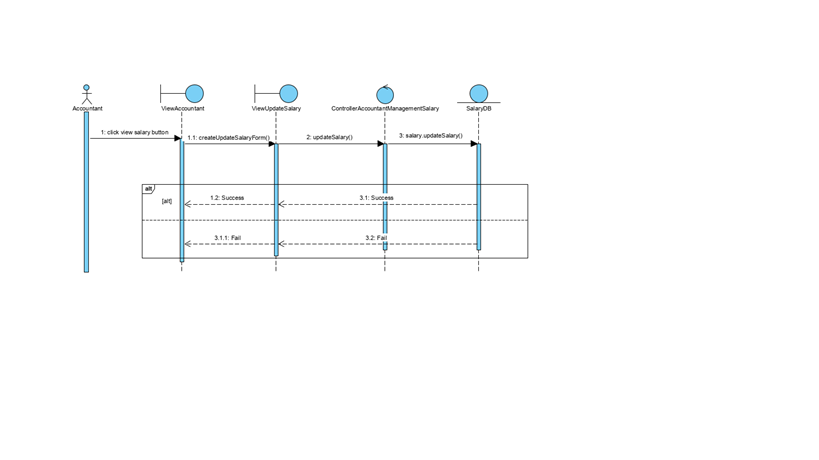 Accountant
ViewAccountant
ViewUpdateSalary
ControllerAccountantManagementSalary
SalaryDB
1: click view salary button
1.1: createUpdateSalaryForm()
2: updateSalary()
3: salary.updateSalary()
alt
[alt]
1.2: Success
3.1: Success
3.1.1: Fail
3.2: Fail